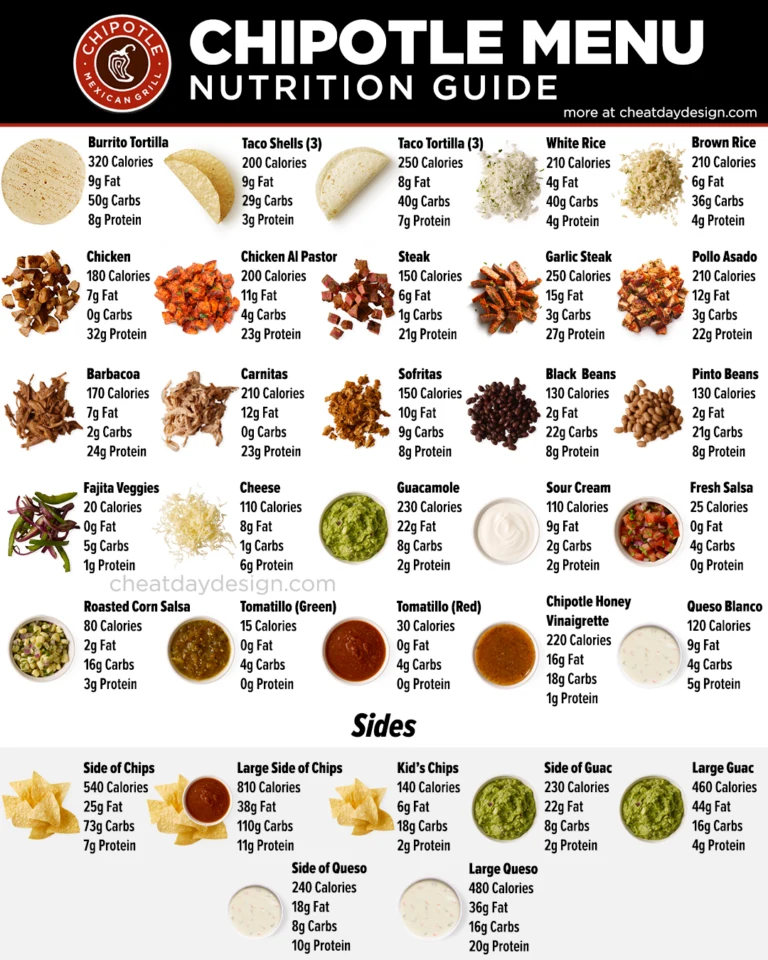 CHIPOTLE
MEXICAN GRILL
CHIPOTLE MENU
NUTRITION GUIDE
more at cheatdaydesign.com
Burrito Tortilla
320 Calories
9g Fat
50g Carbs
8g Protein
Taco Shells (3)
200 Calories
9g Fat
29g Carbs
3g Protein
Taco Tortilla (3)
250 Calories
8g Fat
40g Carbs
7g Protein
White Rice
210 Calories
4g Fat
40g Carbs
4g Protein
Brown Rice
210 Calories
6g Fat
36g Carbs
4g Protein
Chicken
180 Calories
7g Fat
0g Carbs
32g Protein
Chicken Al Pastor
200 Calories
11g Fat
4g Carbs
23g Protein
Steak
150 Calories
6g Fat
1g Carbs
21g Protein
Garlic Steak
250 Calories
15g Fat
3g Carbs
27g Protein
Pollo Asado
210 Calories
12g Fat
3g Carbs
22g Protein
Barbacoa
170 Calories
7g Fat
2g Carbs
24g Protein
Carnitas
210 Calories
12g Fat
0g Carbs
23g Protein
Sofritas
150 Calories
10g Fat
9g Carbs
8g Protein
Black Beans
130 Calories
2g Fat
22g Carbs
8g Protein
Pinto Beans
130 Calories
2g Fat
21g Carbs
8g Protein
Fajita Veggies
20 Calories
0g Fat
5g Carbs
1g Protein
Cheese
110 Calories
8g Fat
1g Carbs
6g Protein
Guacamole
230 Calories
22g Fat
8g Carbs
2g Protein
Sour Cream
110 Calories
9g Fat
2g Carbs
2g Protein
Fresh Salsa
25 Calories
0g Fat
4g Carbs
0g Protein
cheatdaydesign.com
Roasted Corn Salsa
80 Calories
2g Fat
16g Carbs
3g Protein
Tomatillo (Green)
15 Calories
0g Fat
4g Carbs
0g Protein
Tomatillo (Red)
30 Calories
0g Fat
4g Carbs
0g Protein
Chipotle Honey
Vinaigrette
220 Calories
16g Fat
18g Carbs
1g Protein
Queso Blanco
120 Calories
9g Fat
4g Carbs
5g Protein
Sides
Side of Chips
540 Calories
25g Fat
73g Carbs
7g Protein
Large Side of Chips
810 Calories
38g Fat
110g Carbs
11g Protein
Kid's Chips
140 Calories
6g Fat
18g Carbs
2g Protein
Side of Guac
230 Calories
22g Fat
8g Carbs
2g Protein
Large Guac
460 Calories
44g Fat
16g Carbs
4g Protein
Side of Queso
240 Calories
18g Fat
8g Carbs
10g Protein
Large Queso
480 Calories
36g Fat
16g Carbs
20g Protein